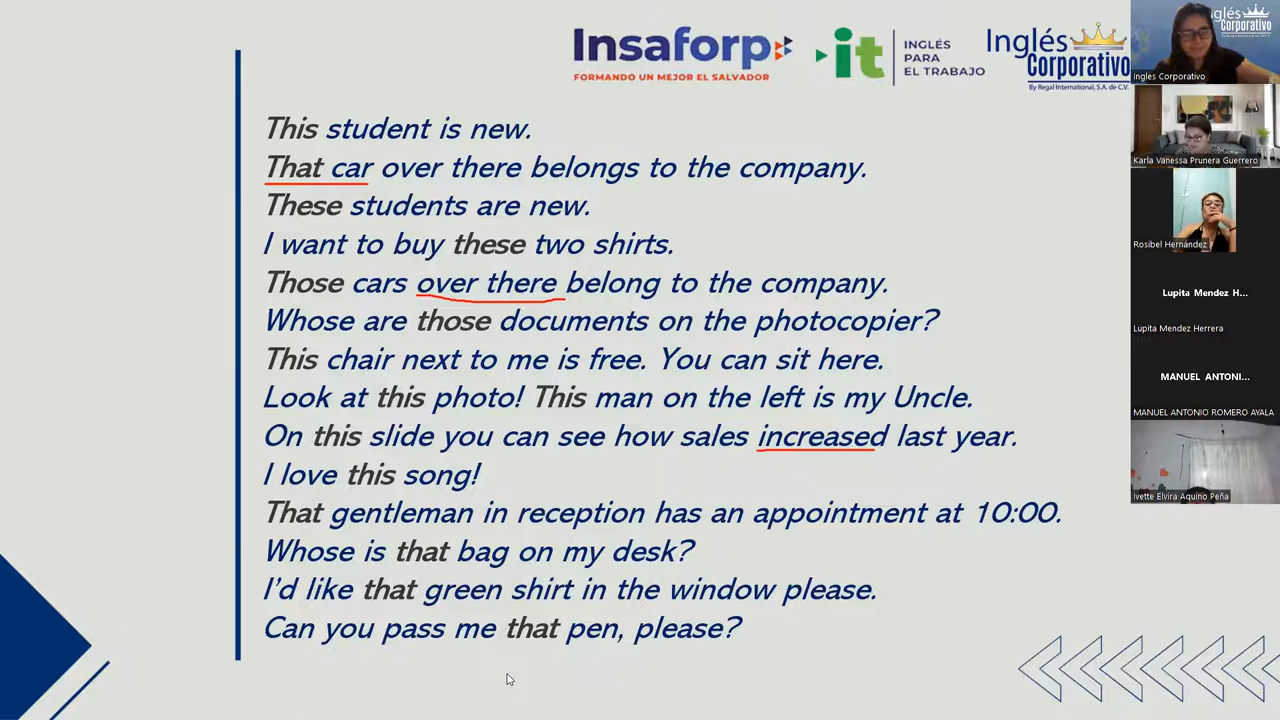 Insaforp
FORMANDO UN MEJOR EL SALVADOR
it
INGLÉS
PARA
EL TRABAJO
Inglés
Corporativo
By Regal International, S.A. de C.V.
This student is new.
That car over there belongs to the company.
These students are new.
I want to buy these two shirts.
Those cars over there belong to the company.
Whose are those documents on the photocopier?
This chair next to me is free. You can sit here.
Look at this photo! This man on the left is my Uncle.
On this slide you can see how sales increased last year.
I love this song!
That gentleman in reception has an appointment at 10:00.
Whose is that bag on my desk?
I'd like that green shirt in the window please.
Can you pass me that pen, please?
glés
Corporativo
Ingles Corporativo
Karla Vanessa Prunera Guerrero
Rosibel Hernández
Lupita Mendez H...
Lupita Mendez Herrera
MANUEL ANTONI...
MANUEL ANTONIO ROMERO AYALA
Ivette Elvira Aquino Peña